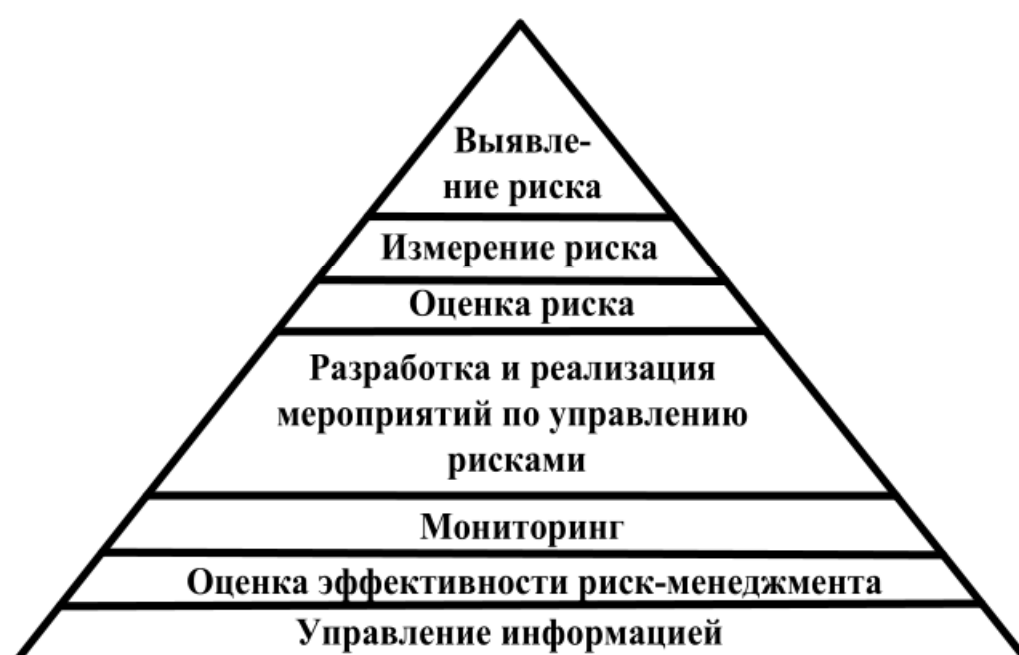 Выявле-
ние риска
Измерение риска
Оценка риска
Разработка и реализация
мероприятий по управлению
рисками
Мониторинг
Оценка эффективности риск-менеджмента
Управление информацией